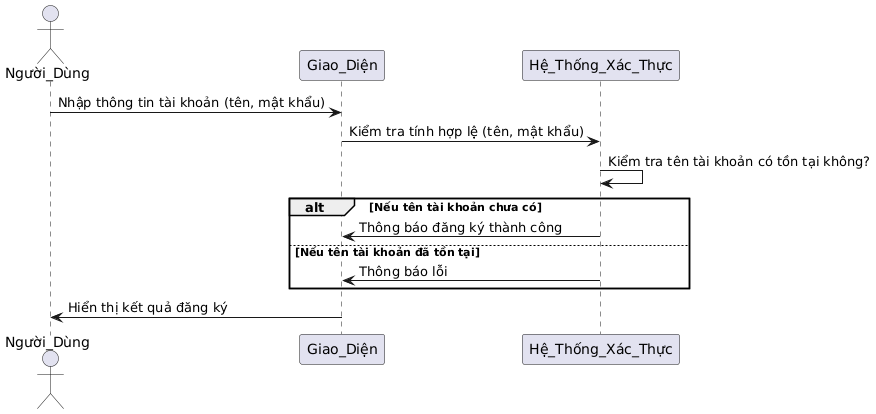 Người_Dùng
Giao_Diện
Hệ_Thống_Xác_Thực
Nhập thông tin tài khoản (tên, mật khẩu)
Kiểm tra tính hợp lệ (tên, mật khẩu)
Kiểm tra tên tài khoản có tồn tại không?
alt [Nếu tên tài khoản chưa có]
Thông báo đăng ký thành công
[Nếu tên tài khoản đã tồn tại]
Thông báo lỗi
Hiển thị kết quả đăng ký
Người_Dùng
Giao_Diện
Hệ_Thống_Xác_Thực